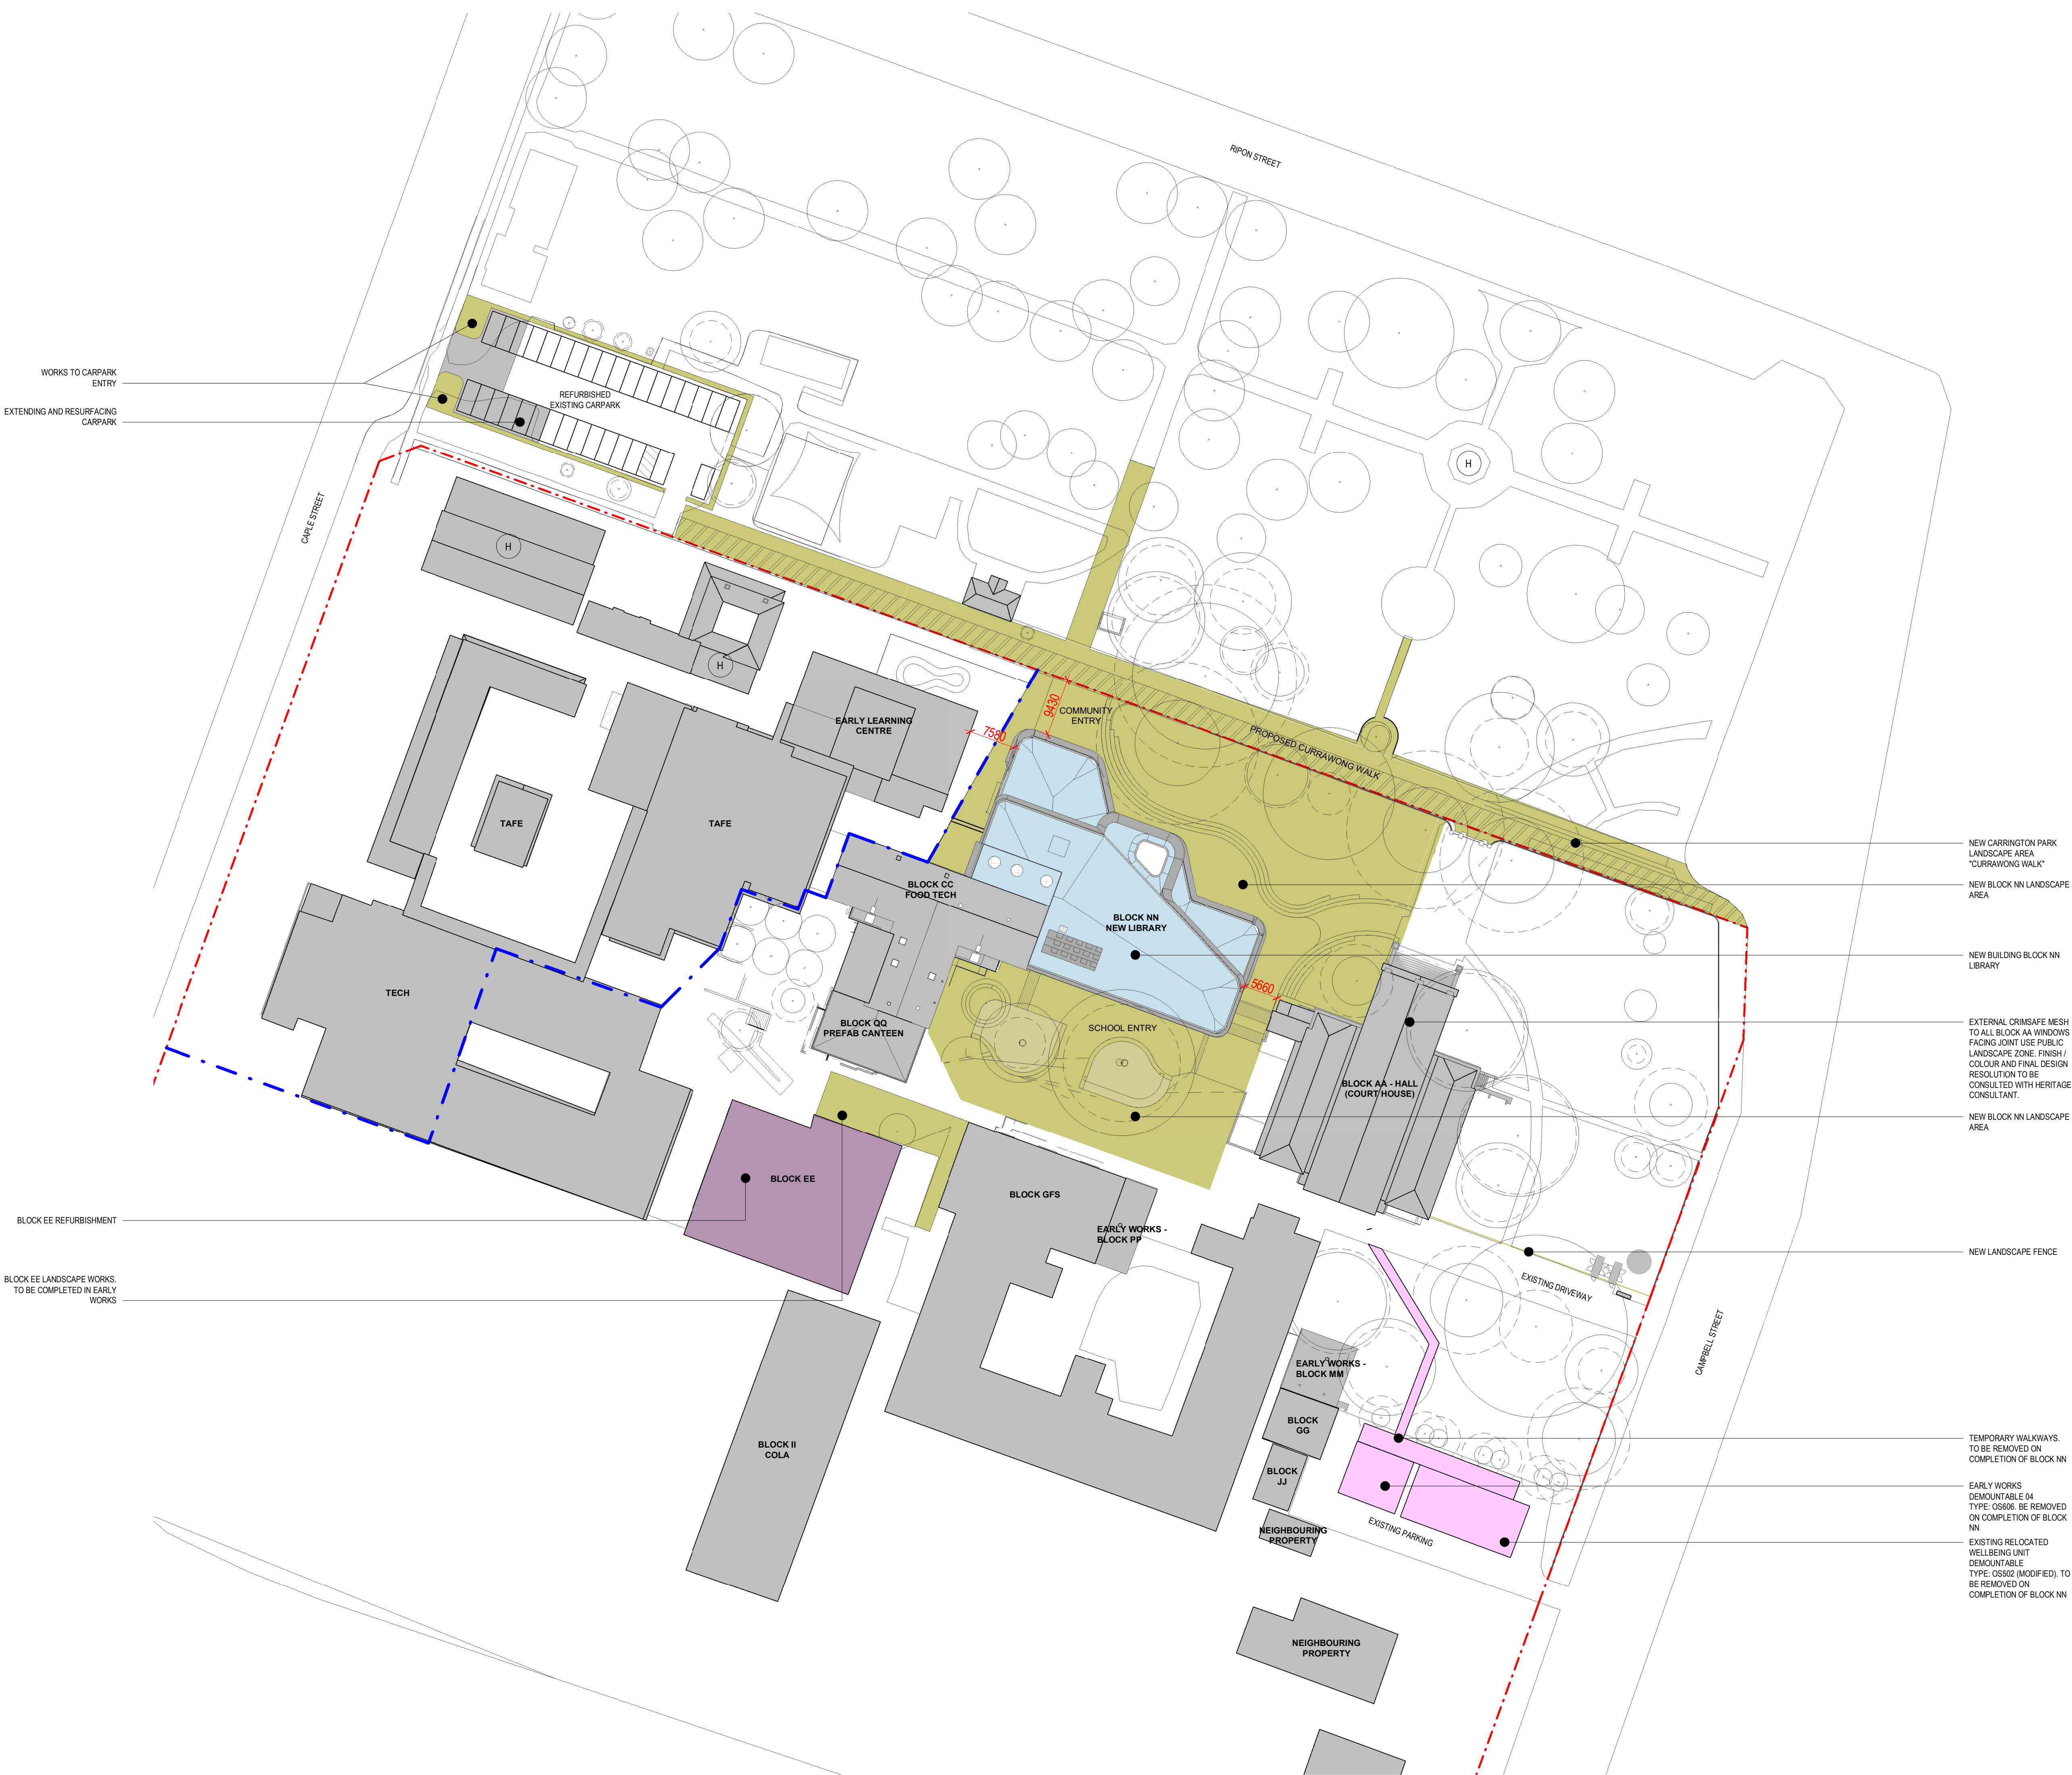 RIPON STREET
WORKS TO CARPARK
ENTRY
EXTENDING AND RESURFACING
CARPARK
REFURBISHED
EXISTING CARPARK
H
CAPLE STREET
H
H
EARLY LEARNING
CENTRE
7580
9430
COMMUNITY
ENTRY
PROPOSED CURRAWONG WALK
TAFE
TAFE
BLOCK CC
FOOD TECH
BLOCK NN
NEW LIBRARY
TECH
BLOCK QQ
PREFAB CANTEEN
SCHOOL ENTRY
5660
BLOCK AA - HALL
(COURT HOUSE)
NEW CARRINGTON PARK
LANDSCAPE AREA
"CURRAWONG WALK"
NEW BLOCK NN LANDSCAPE
AREA
NEW BUILDING BLOCK NN
LIBRARY
EXTERNAL CRIMSAFE MESH
TO ALL BLOCK AA WINDOWS
FACING JOINT USE PUBLIC
LANDSCAPE ZONE. FINISH /
COLOUR AND FINAL DESIGN
RESOLUTION TO BE
CONSULTED WITH HERITAGE
CONSULTANT.
NEW BLOCK NN LANDSCAPE
AREA
BLOCK EE
BLOCK GFS
EARLY WORKS -
BLOCK PP
BLOCK EE REFURBISHMENT
BLOCK EE LANDSCAPE WORKS.
TO BE COMPLETED IN EARLY
WORKS
NEW LANDSCAPE FENCE
EXISTING DRIVEWAY
CAMPBELL STREET
EARLY WORKS -
BLOCK MM
BLOCK
GG
BLOCK
JJ
BLOCK II
COLA
NEIGHBOURING
PROPERTY
EXISTING PARKING
TEMPORARY WALKWAYS.
TO BE REMOVED ON
COMPLETION OF BLOCK NN
EARLY WORKS
DEMOUNTABLE 04
TYPE: OS606. BE REMOVED
ON COMPLETION OF BLOCK
NN
EXISTING RELOCATED
WELLBEING UNIT
DEMOUNTABLE
TYPE: OS502 (MODIFIED). TO
BE REMOVED ON
COMPLETION OF BLOCK NN
NEIGHBOURING
PROPERTY